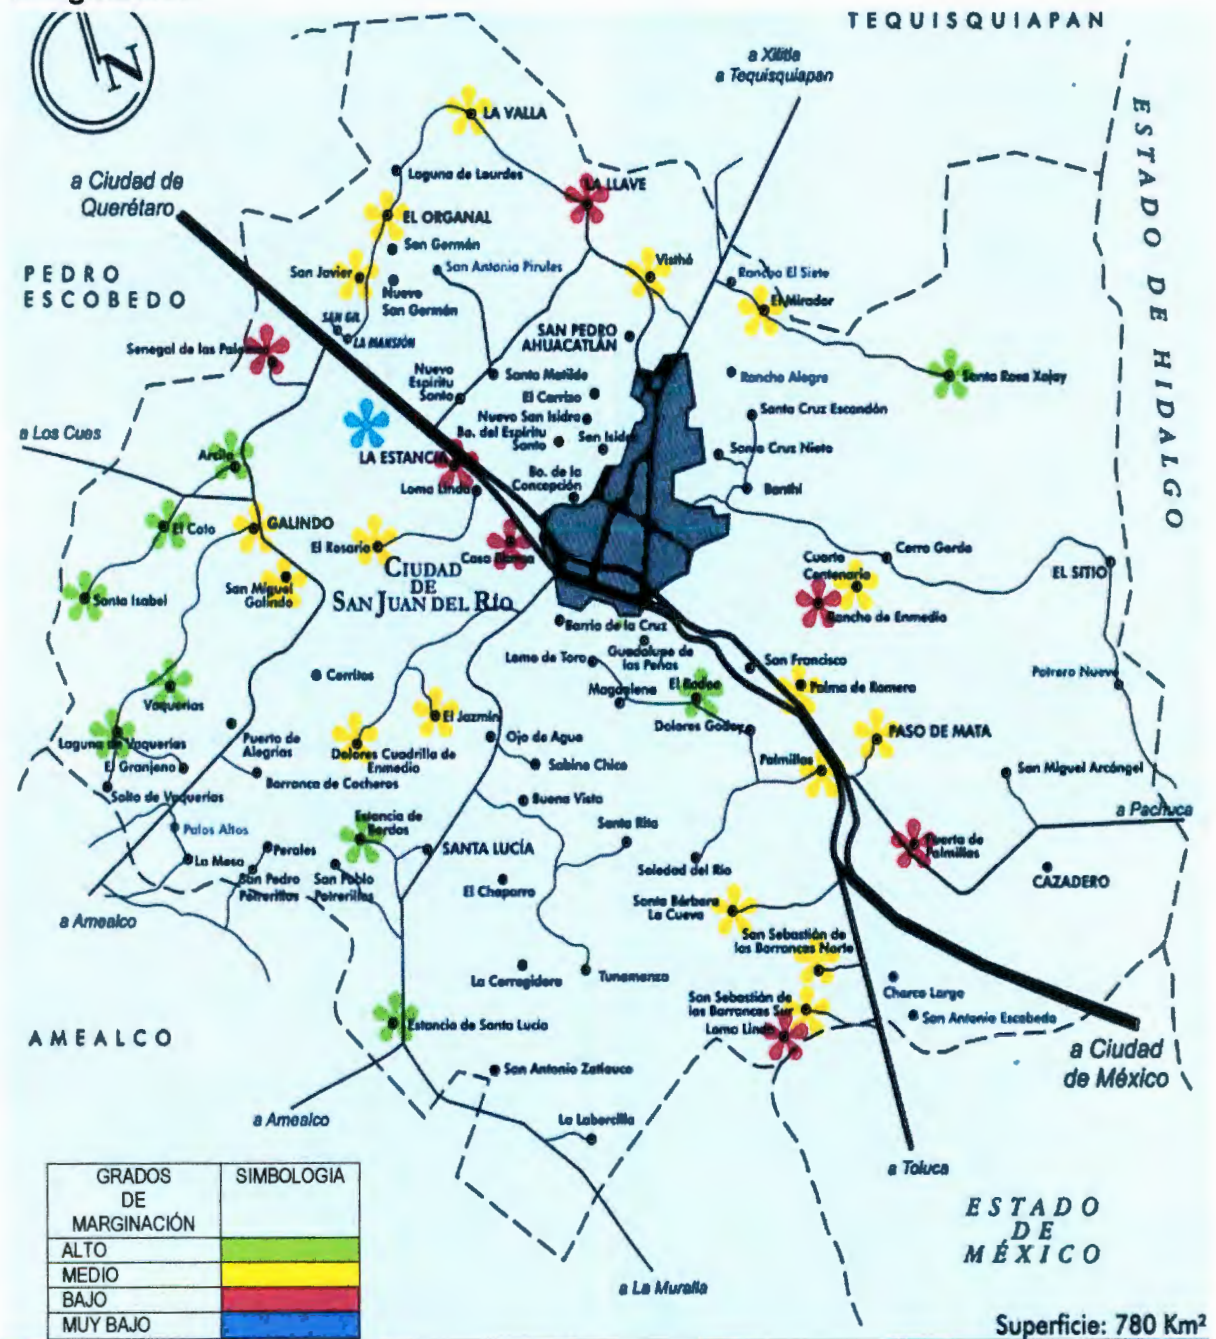 TEQUISQUIAPAN
N
a Xilitla
a Tequisquiapan
ESTADO DE HIDALGO
LA VALLA
a Ciudad de
Querétaro
Laguna de Lourdes
LA LLAVE
EL ORGANAL
San Germán
PEDRO
ESCOBEDO
San Javier
San Antonio Pirules
Visthá
Rancho El Siete
Nuevo
San Germán
El Mirador
SAN GIL
LA MANSIÓN
SAN PEDRO
AHUACATLÁN
Senegal de las Palomas
Nuevo
Espíritu
Santo
Santa Matilde
Rancho Alegre
Santa Rosa Xajay
El Carrizo
Nuevo San Isidro
Bo. del Espíritu
Santo
San Isidro
Santa Cruz Escandón
a Los Cues
Arcila
LA ESTANCIA
Santa Cruz Nieto
Loma Linda
Bo. de la
Concepción
Banthí
El Coto
GALINDO
El Rosario
Casa Blanca
CIUDAD
DE
SAN JUAN DEL RÍO
Cerro Gordo
Cuarto
Centenario
EL SITIO
Santa Isabel
San Miguel
Galindo
Rancho de Enmedio
Barrio de la Cruz
Guadalupe de
las Peñas
Lomo de Toro
San Francisco
Potrero Nuevo
Cerritos
Magdalena
El Rodeo
Palma de Romero
Vaquerías
El Jazmín
Dolores Godoy
PASO DE MATA
Laguna de Vaquerías
Puerto de
Alegrías
Dolores Cuadrilla de
Enmedio
Ojo de Agua
El Granjeno
Sabino Chico
Palmillas
San Miguel Arcángel
Salto de Vaquerías
Barranca de Cocheros
Buena Vista
a Pachuca
Palos Altos
Estancia de
Bordos
Santa Rita
La Mesa
Perales
SANTA LUCÍA
Puerta de
Palmillas
San Pedro
Potrerillos
San Pablo
Potrerillos
Soledad del Río
El Chaparro
CAZADERO
a Amealco
Santa Bárbara
La Cueva
San Sebastián de
las Barrancas Norte
La Corregidora
Tunamanza
Charco Largo
San Sebastián de
las Barrancas Sur
Estancia de Santa Lucía
Loma Linda
San Antonio Escobedo
AMEALCO
a Ciudad
de México
San Antonio Zatlauco
a Amealco
La Laborcilla
a Toluca
GRADOS
DE
MARGINACIÓN
SIMBOLOGIA
ALTO
MEDIO
BAJO
MUY BAJO
ESTADO
DE
MÉXICO
a La Muralla
Superficie: 780 Km²